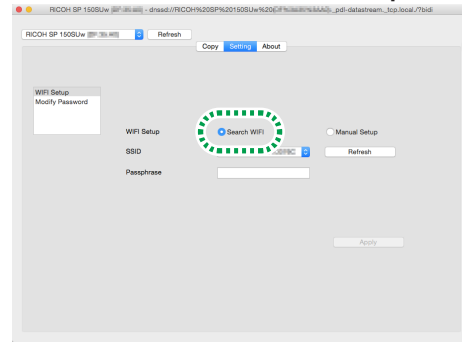 RICOH SP 150SUw - dnssd://RICOH%20SP%20150SUw%20 ._pdl-datastream._tcp.local./?bidi
RICOH SP 150SUw Refresh
Copy Setting About
WIFI Setup
Modify Password
WIFI Setup Search WIFI Manual Setup
SSID Refresh
Passphrase
Apply